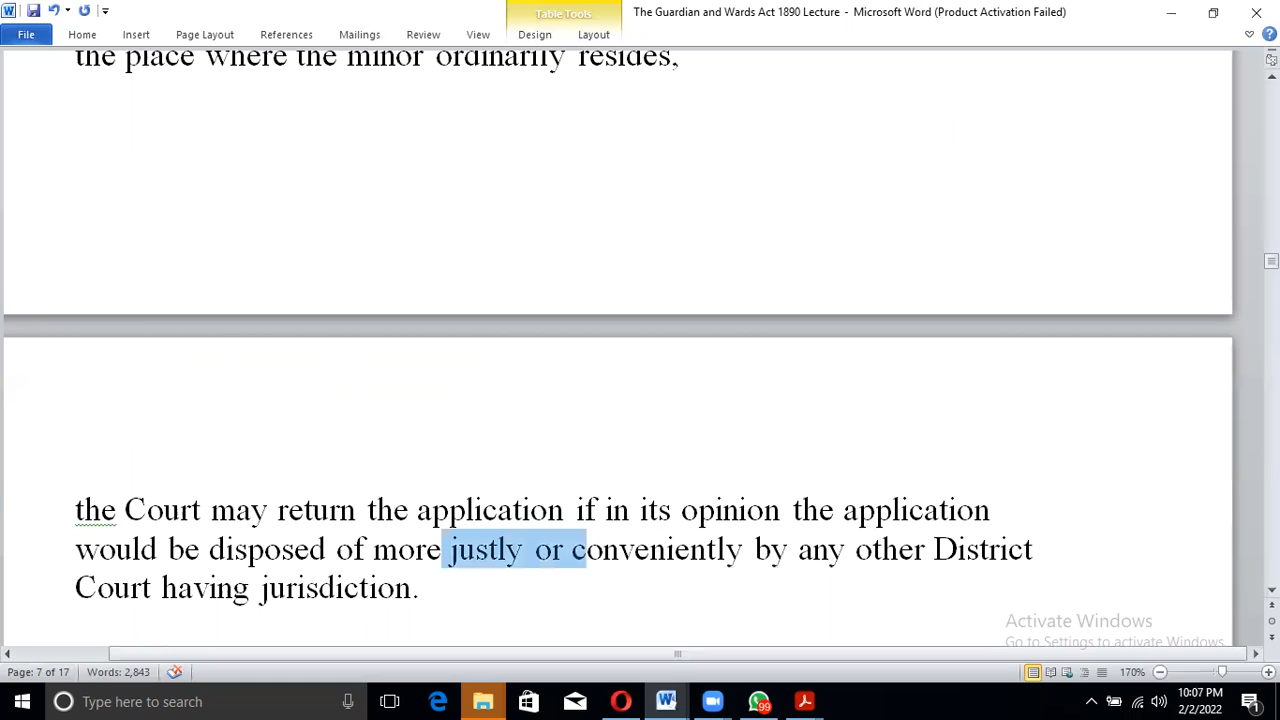 Table Tools
The Guardian and Wards Act 1890 Lecture - Microsoft Word (Product Activation Failed)
File Home Insert Page Layout References Mailings Review View Design Layout
the place where the minor ordinarily resides,
the Court may return the application if in its opinion the application
would be disposed of more justly or conveniently by any other District
Court having jurisdiction.
Activate Windows
Go to Settings to activate Windows.
Page: 7 of 17 Words: 2,843 170%
Type here to search
99
10:07 PM
2/2/2022
1